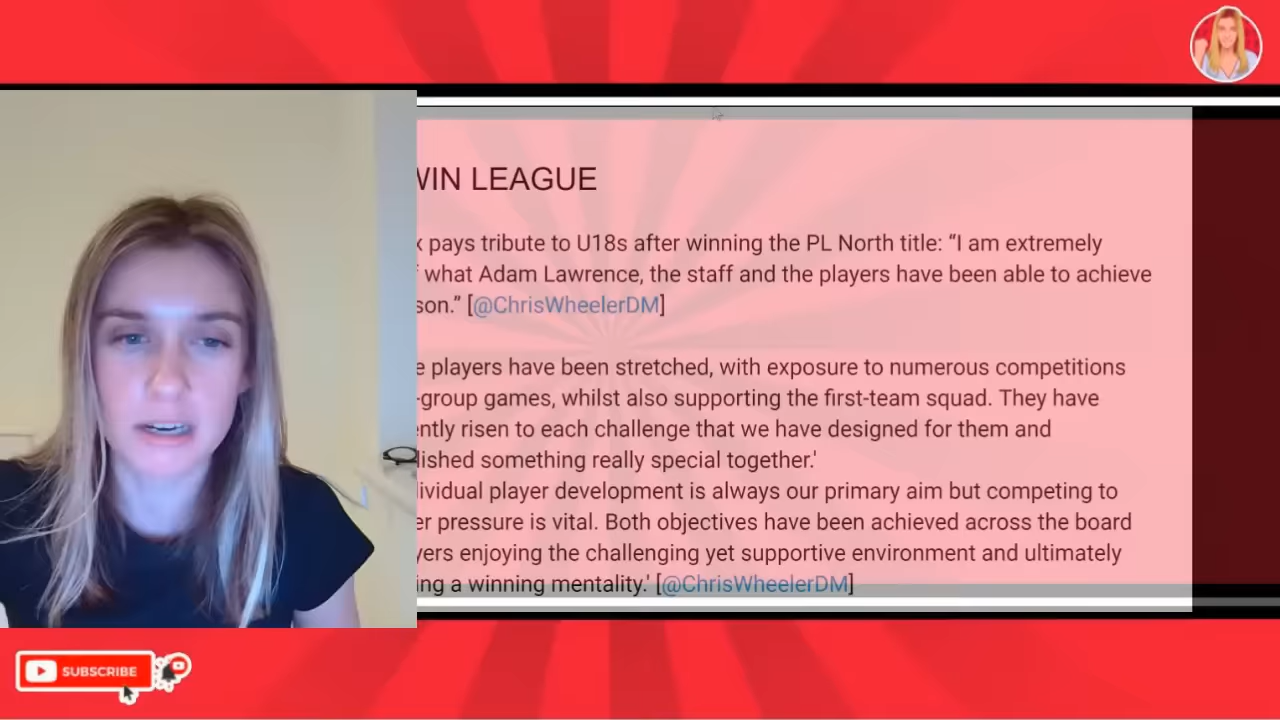 WIN LEAGUE
pays tribute to U18s after winning the PL North title: “I am extremely
what Adam Lawrence, the staff and the players have been able to achieve
son.” [@ChrisWheelerDM]
e players have been stretched, with exposure to numerous competitions
-group games, whilst also supporting the first-team squad. They have
ently risen to each challenge that we have designed for them and
lished something really special together.'
dividual player development is always our primary aim but competing to
er pressure is vital. Both objectives have been achieved across the board
yers enjoying the challenging yet supportive environment and ultimately
ing a winning mentality.' [@ChrisWheelerDM]
SUBSCRIBE